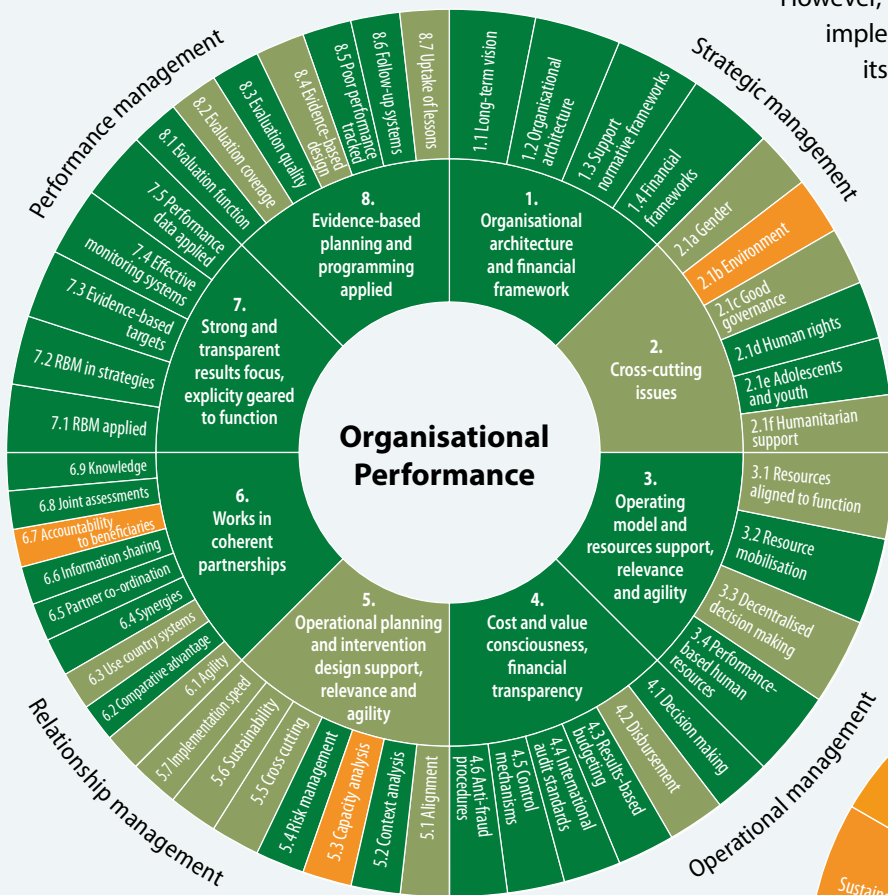 However,
imple
its
Performance management
Strategic management
Relationship management
Operational management
Organisational
Performance
1.
Organisational
architecture
and financial
framework
1.1 Long-term vision
1.2 Organisational
architecture
1.3 Support
normative frameworks
1.4 Financial
frameworks
2.
Cross-cutting
issues
2.1a Gender
2.1b Environment
2.1c Good
governance
2.1d Human rights
2.1e Adolescents
and youth
2.1f Humanitarian
support
3.
Operating
model and
resources support,
relevance
and agility
3.1 Resources
aligned to function
3.2 Resource
mobilisation
3.3 Decentralised
decision making
3.4 Performance-
based human
resources
4.
Cost and value
consciousness,
financial
transparency
4.1 Decision making
4.2 Disbursement
4.3 Results-based
budgeting
4.4 International
audit standards
4.5 Control
mechanisms
4.6 Anti-fraud
procedures
5.
Operational planning
and intervention
design support,
relevance and
agility
5.1 Alignment
5.2 Context analysis
5.3 Capacity analysis
5.4 Risk management
5.5 Cross cutting
5.6 Sustainability
5.7 Implementation speed
6.
Works in
coherent
partnerships
6.1 Agility
6.2 Comparative advantage
6.3 Use country systems
6.4 Synergies
6.5 Partner co-ordination
6.6 Information sharing
6.7 Accountability
to beneficiaries
6.8 Joint assessments
6.9 Knowledge
7.
Strong and
transparent
results focus,
explicity geared
to function
7.1 RBM applied
7.2 RBM in strategies
7.3 Evidence-based
targets
7.4 Effective
monitoring systems
7.5 Performance
data applied
8.
Evidence-based
planning and
programming
applied
8.1 Evaluation function
8.2 Evaluation coverage
8.3 Evaluation quality
8.4 Evidence-based
design
8.5 Poor performance
tracked
8.6 Follow-up systems
8.7 Uptake of lessons
Sustain